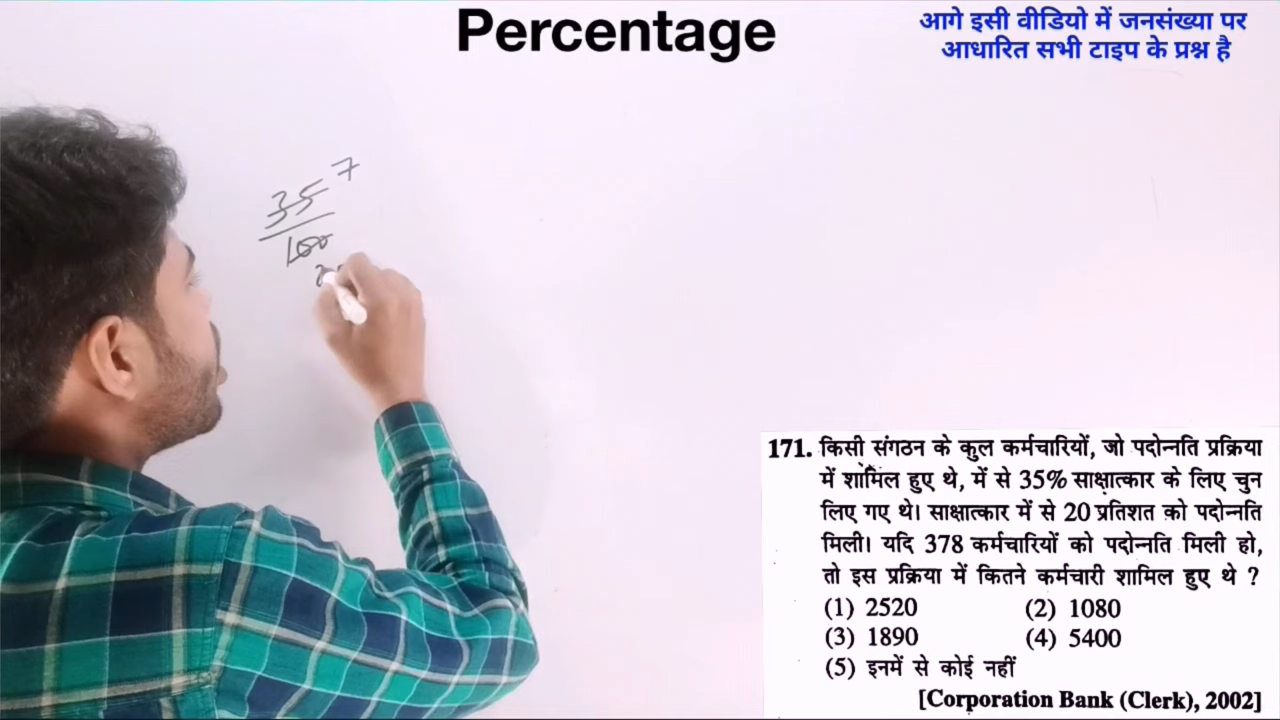 Percentage
आगे इसी वीडियो में जनसंख्या पर
आधारित सभी टाइप के प्रश्न है
35 7
100
171. किसी संगठन के कुल कर्मचारियों, जो पदोन्नति प्रक्रिया
में शामिल हुए थे, में से 35% साक्षात्कार के लिए चुन
लिए गए थे। साक्षात्कार में से 20 प्रतिशत को पदोन्नति
मिली। यदि 378 कर्मचारियों को पदोन्नति मिली हो,
तो इस प्रक्रिया में कितने कर्मचारी शामिल हुए थे ?
(1) 2520 (2) 1080
(3) 1890 (4) 5400
(5) इनमें से कोई नहीं
[Corporation Bank (Clerk), 2002]